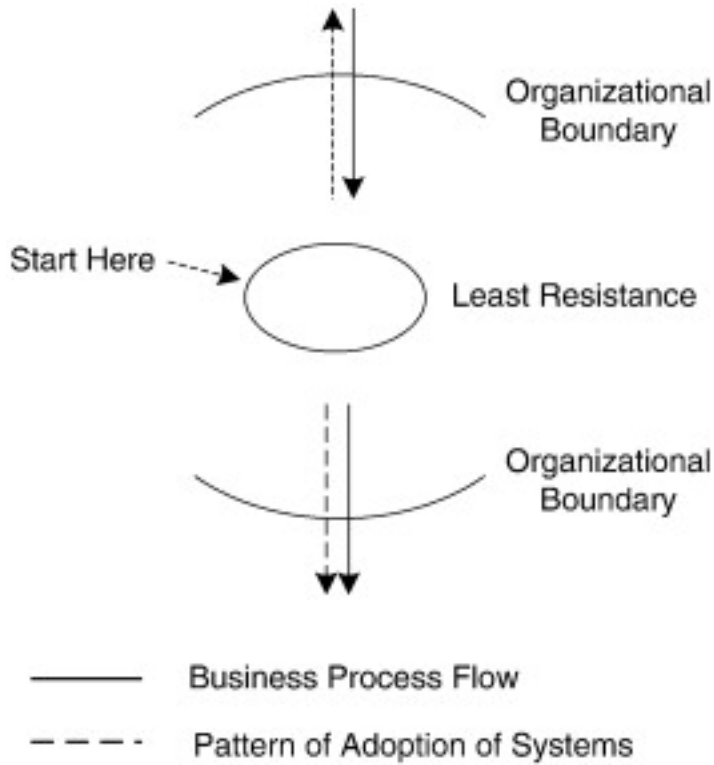 Organizational
Boundary
Start Here
Least Resistance
Organizational
Boundary
Business Process Flow
Pattern of Adoption of Systems